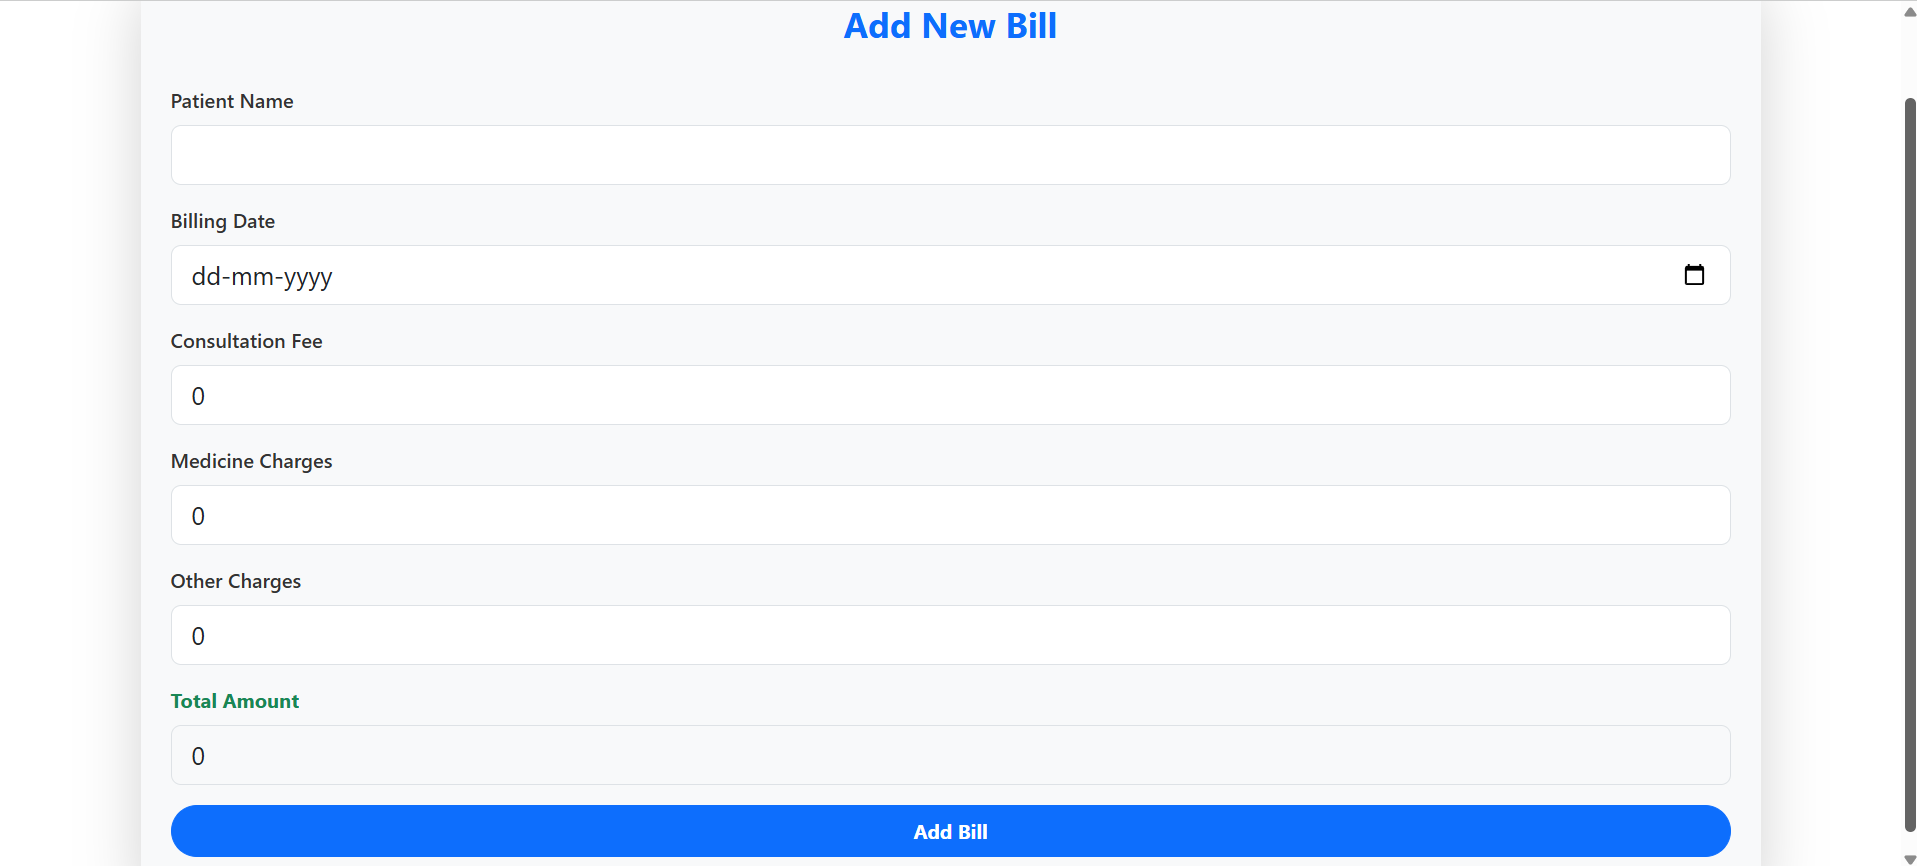 Add New Bill
Patient Name
Billing Date
dd-mm-yyyy
Consultation Fee
0
Medicine Charges
0
Other Charges
0
Total Amount
0
Add Bill